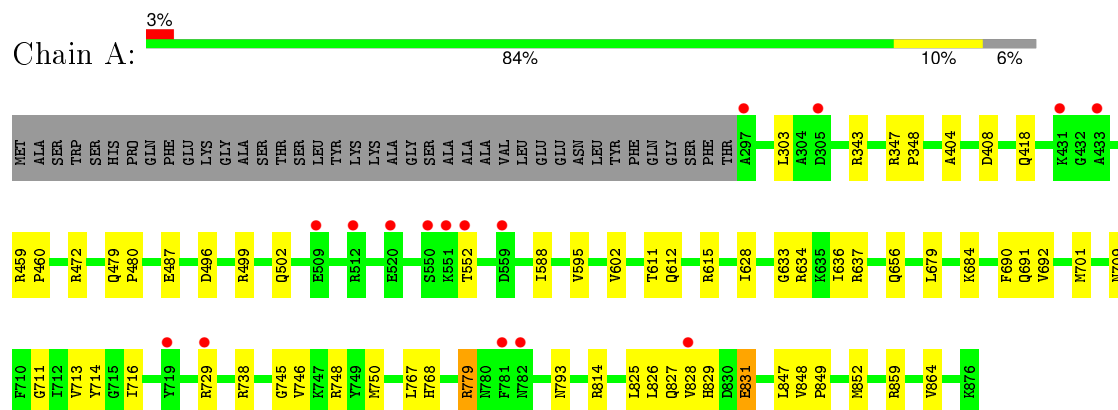 3%
Chain A:
84% 10% 6%
MET ALA SER TRP SER HIS PRO GLN PHE GLU LYS GLY ALA SER THR SER LEU TYR LYS LYS ALA GLY SER ALA ALA ALA VAL LEU GLU GLU ASN LEU TYR PHE GLN GLY SER PHE THR A297 L303 A304 D305 R343 R347 P348 A404 D408 Q418 K431 G432 A433
R459 P460 R472 Q479 P480 E487 D496 R499 Q502 E509 R512 E520 S550 K551 T552 D559 I588 V595 V602 T611 Q612 R615 I628 G633 R634 K635 I636 R637 Q656 L679 K684 F690 Q691 V692 M701 N709
F710 G711 I712 V713 Y714 G715 I716 Y719 R729 R738 G745 V746 K747 R748 Y749 M750 L767 H768 R779 N780 F781 N782 N793 R814 L825 L826 Q827 V828 H829 D830 E831 L847 V848 P849 M852 R859 V864 K876